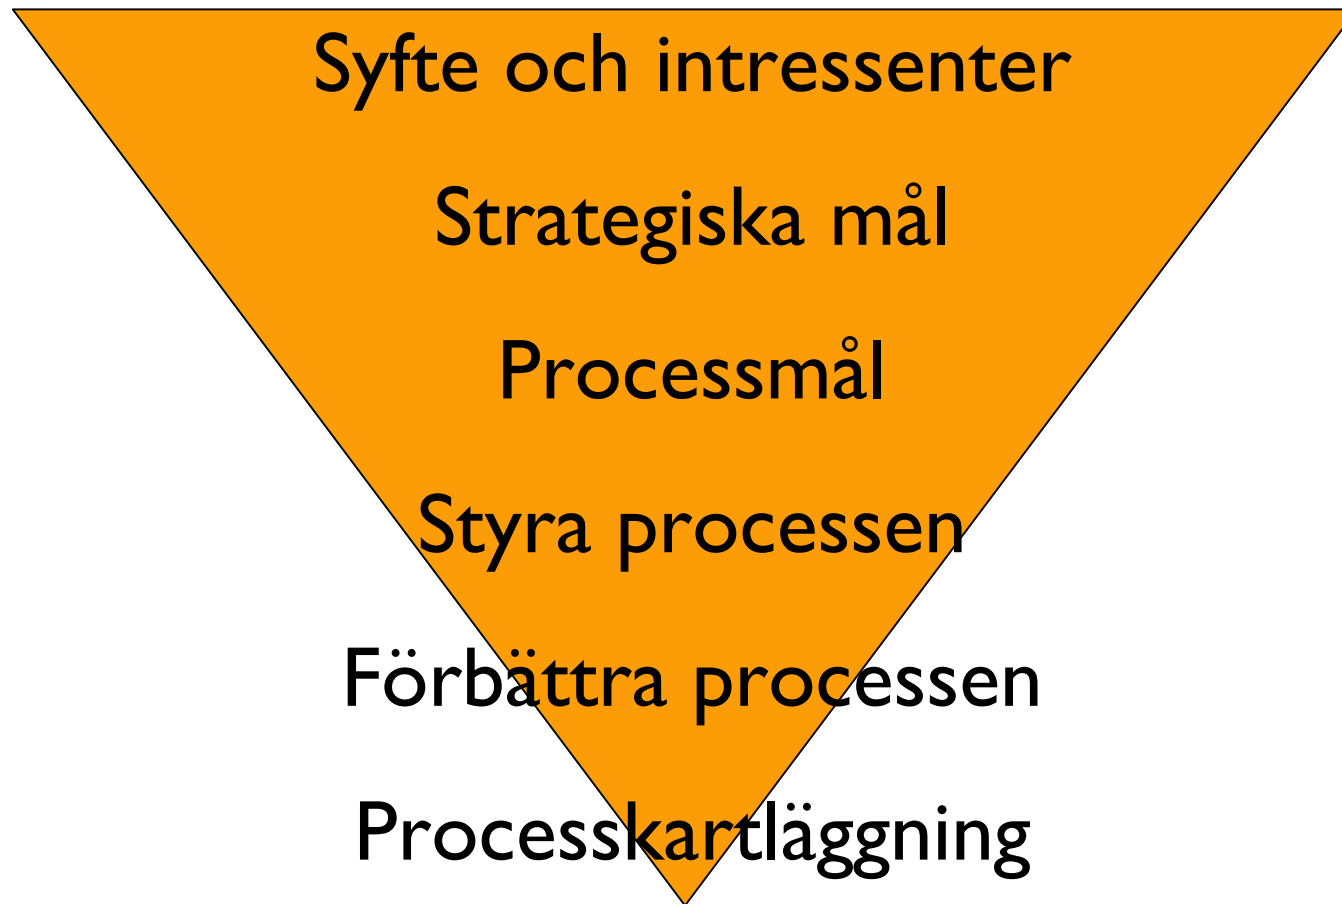 Syfte och intressenter
Strategiska mål
Processmål
Styra processen
Förbättra processen
Processkartläggning